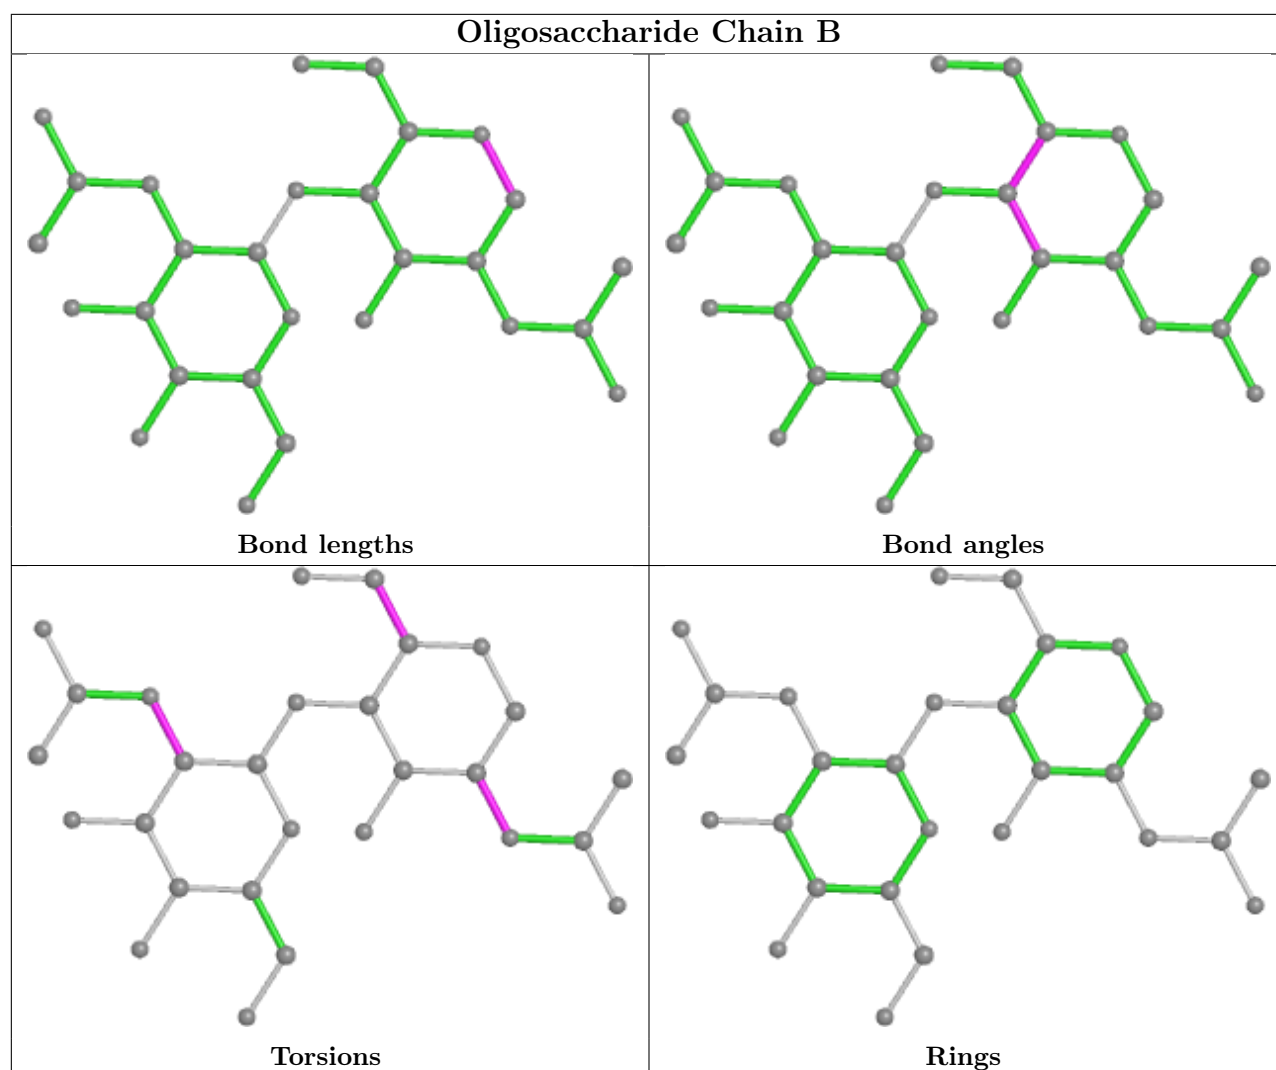 Oligosaccharide Chain B
Bond lengths
Bond angles
Torsions
Rings